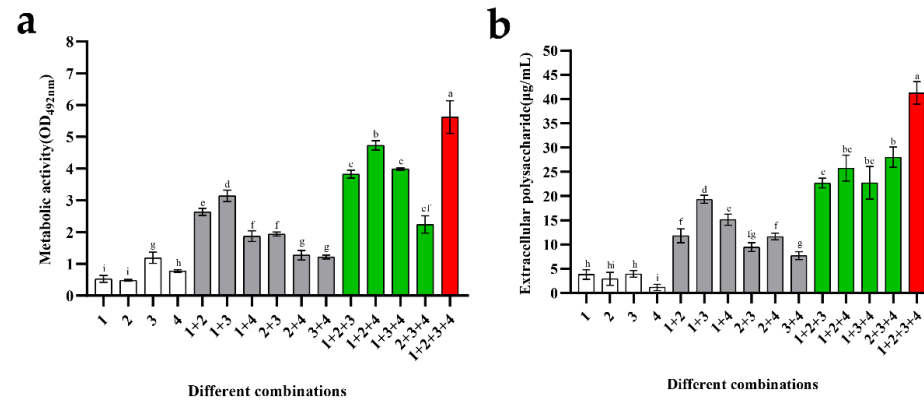 a
Metabolic activity(OD492nm)
8
7
6
5
4
3
2
1
0
i
i
g
h
e
d
f
f
g
g
c
b
c
ef
a
1
2
3
4
1+2
1+3
1+4
2+3
2+4
3+4
1+2+3
1+2+4
1+3+4
2+3+4
1+2+3+4
Different combinations
b
Extracellular polysaccharide(μg/mL)
50
45
40
35
30
25
20
15
10
5
0
h
hi
h
i
f
d
e
fg
f
g
c
bc
bc
b
a
1
2
3
4
1+2
1+3
1+4
2+3
2+4
3+4
1+2+3
1+2+4
1+3+4
2+3+4
1+2+3+4
Different combinations